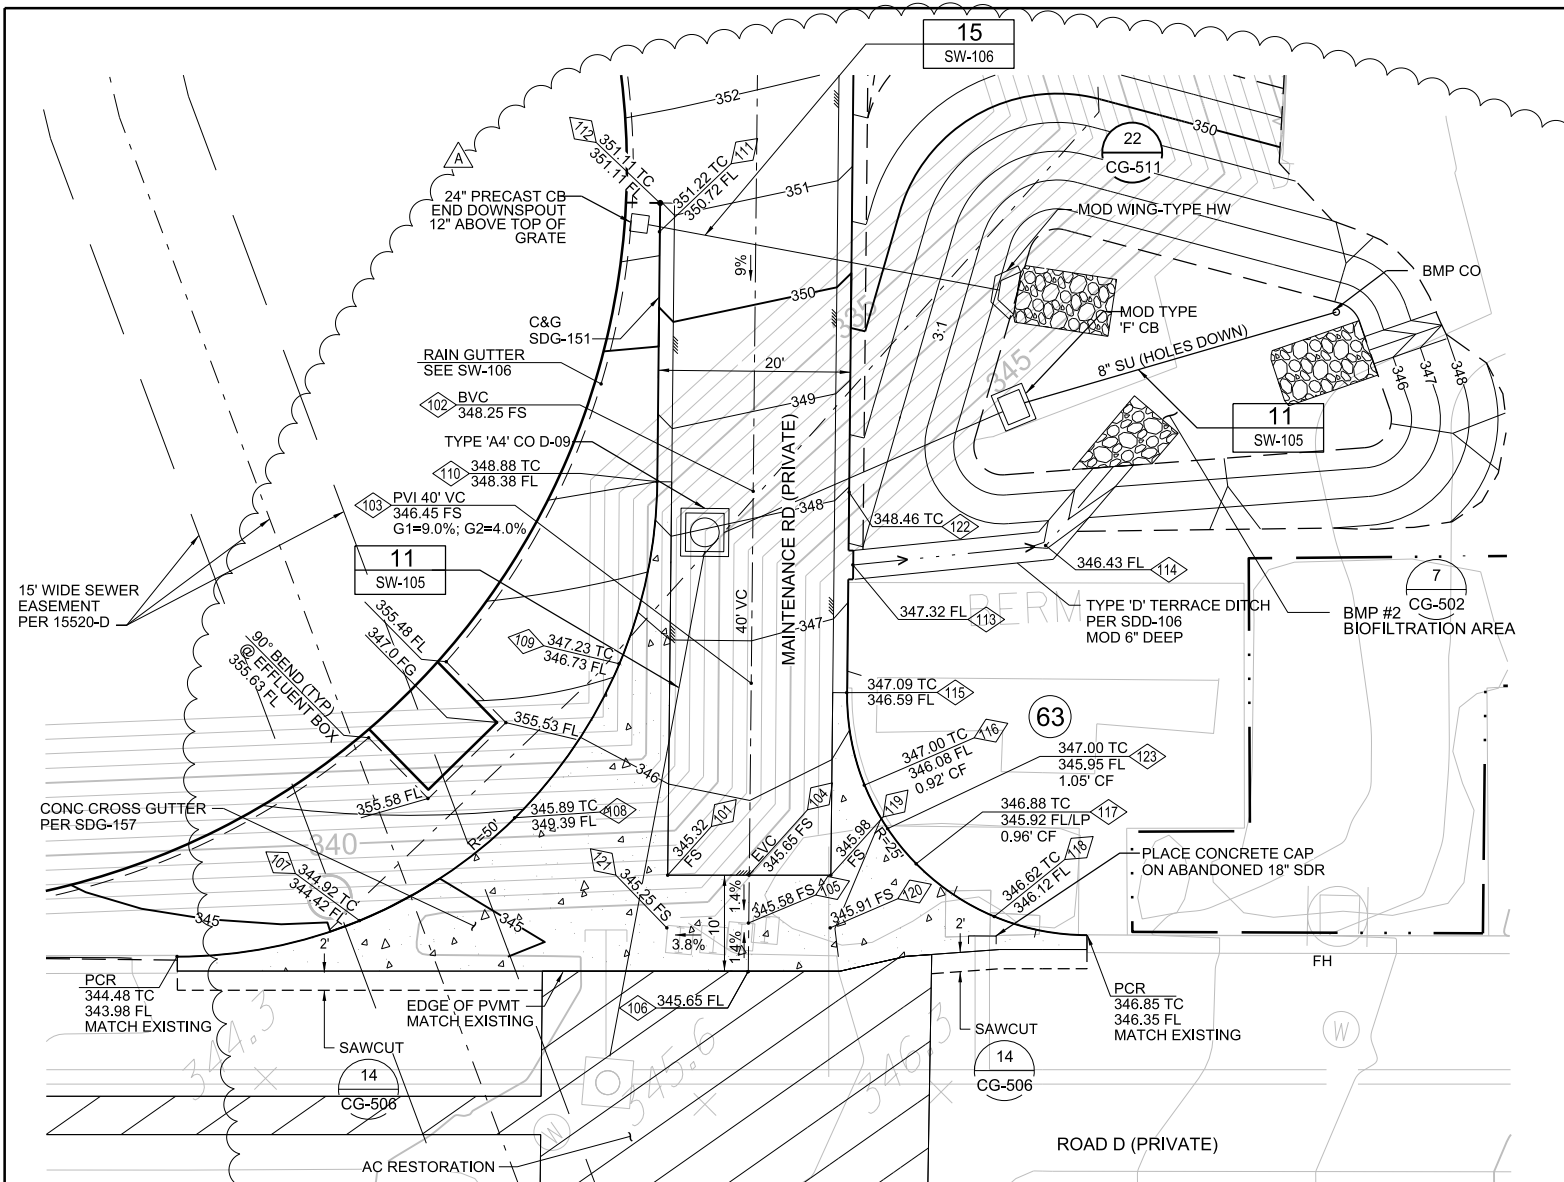 15
SW-106
352
350
22
CG-511
A
112
351.11 TC
351.11 FL
111
351.22 TC
350.72 FL
351
24" PRECAST CB
END DOWNSPOUT
12" ABOVE TOP OF
GRATE
MOD WING-TYPE HW
9%
350
335
BMP CO
C&G
SDG-151
MOD TYPE
'F' CB
3:1
8" SU (HOLES DOWN)
RAIN GUTTER
SEE SW-106
20'
345
346
347
348
102
BVC
348.25 FS
349
11
SW-105
TYPE 'A4' CO D-09
110
348.88 TC
348.38 FL
103
PVI 40' VC
346.45 FS
G1=9.0%; G2=4.0%
348
348.46 TC
122
MAINTENANCE RD (PRIVATE)
40' VC
11
SW-105
346.43 FL
114
7
CG-502
15' WIDE SEWER
EASEMENT
PER 15520-D
355.48 FL
347.0 FG
347.32 FL
113
BERM
TYPE 'D' TERRACE DITCH
PER SDD-106
MOD 6" DEEP
BMP #2
BIOFILTRATION AREA
347
90° BEND (TYP)
@ EFFLUENT BOX
355.63 FL
109
347.23 TC
346.73 FL
347.09 TC
346.59 FL
115
63
355.53 FL
347.00 TC
346.08 FL
0.92' CF
116
347.00 TC
345.95 FL
1.05' CF
123
346
355.58 FL
CONC CROSS GUTTER
PER SDG-157
345.89 TC
349.39 FL
108
346.88 TC
345.92 FL/LP
0.96' CF
117
R=50'
340
345.32
FS
101
EVC
345.65 FS
104
345.98
FS
119
R=25'
107
344.92 TC
344.42 FL
121
345.25 FS
346.62 TC
346.12 FL
118
PLACE CONCRETE CAP
ON ABANDONED 18" SDR
345
345
10'
1.4%
345.58 FS
105
345.91 FS
120
2'
3.8%
1.4%
2'
FH
PCR
344.48 TC
343.98 FL
MATCH EXISTING
EDGE OF PVMT
MATCH EXISTING
106
345.65 FL
PCR
346.85 TC
346.35 FL
MATCH EXISTING
344.3
345.6
346.3
SAWCUT
14
CG-506
SAWCUT
14
CG-506
W
W
ROAD D (PRIVATE)
AC RESTORATION